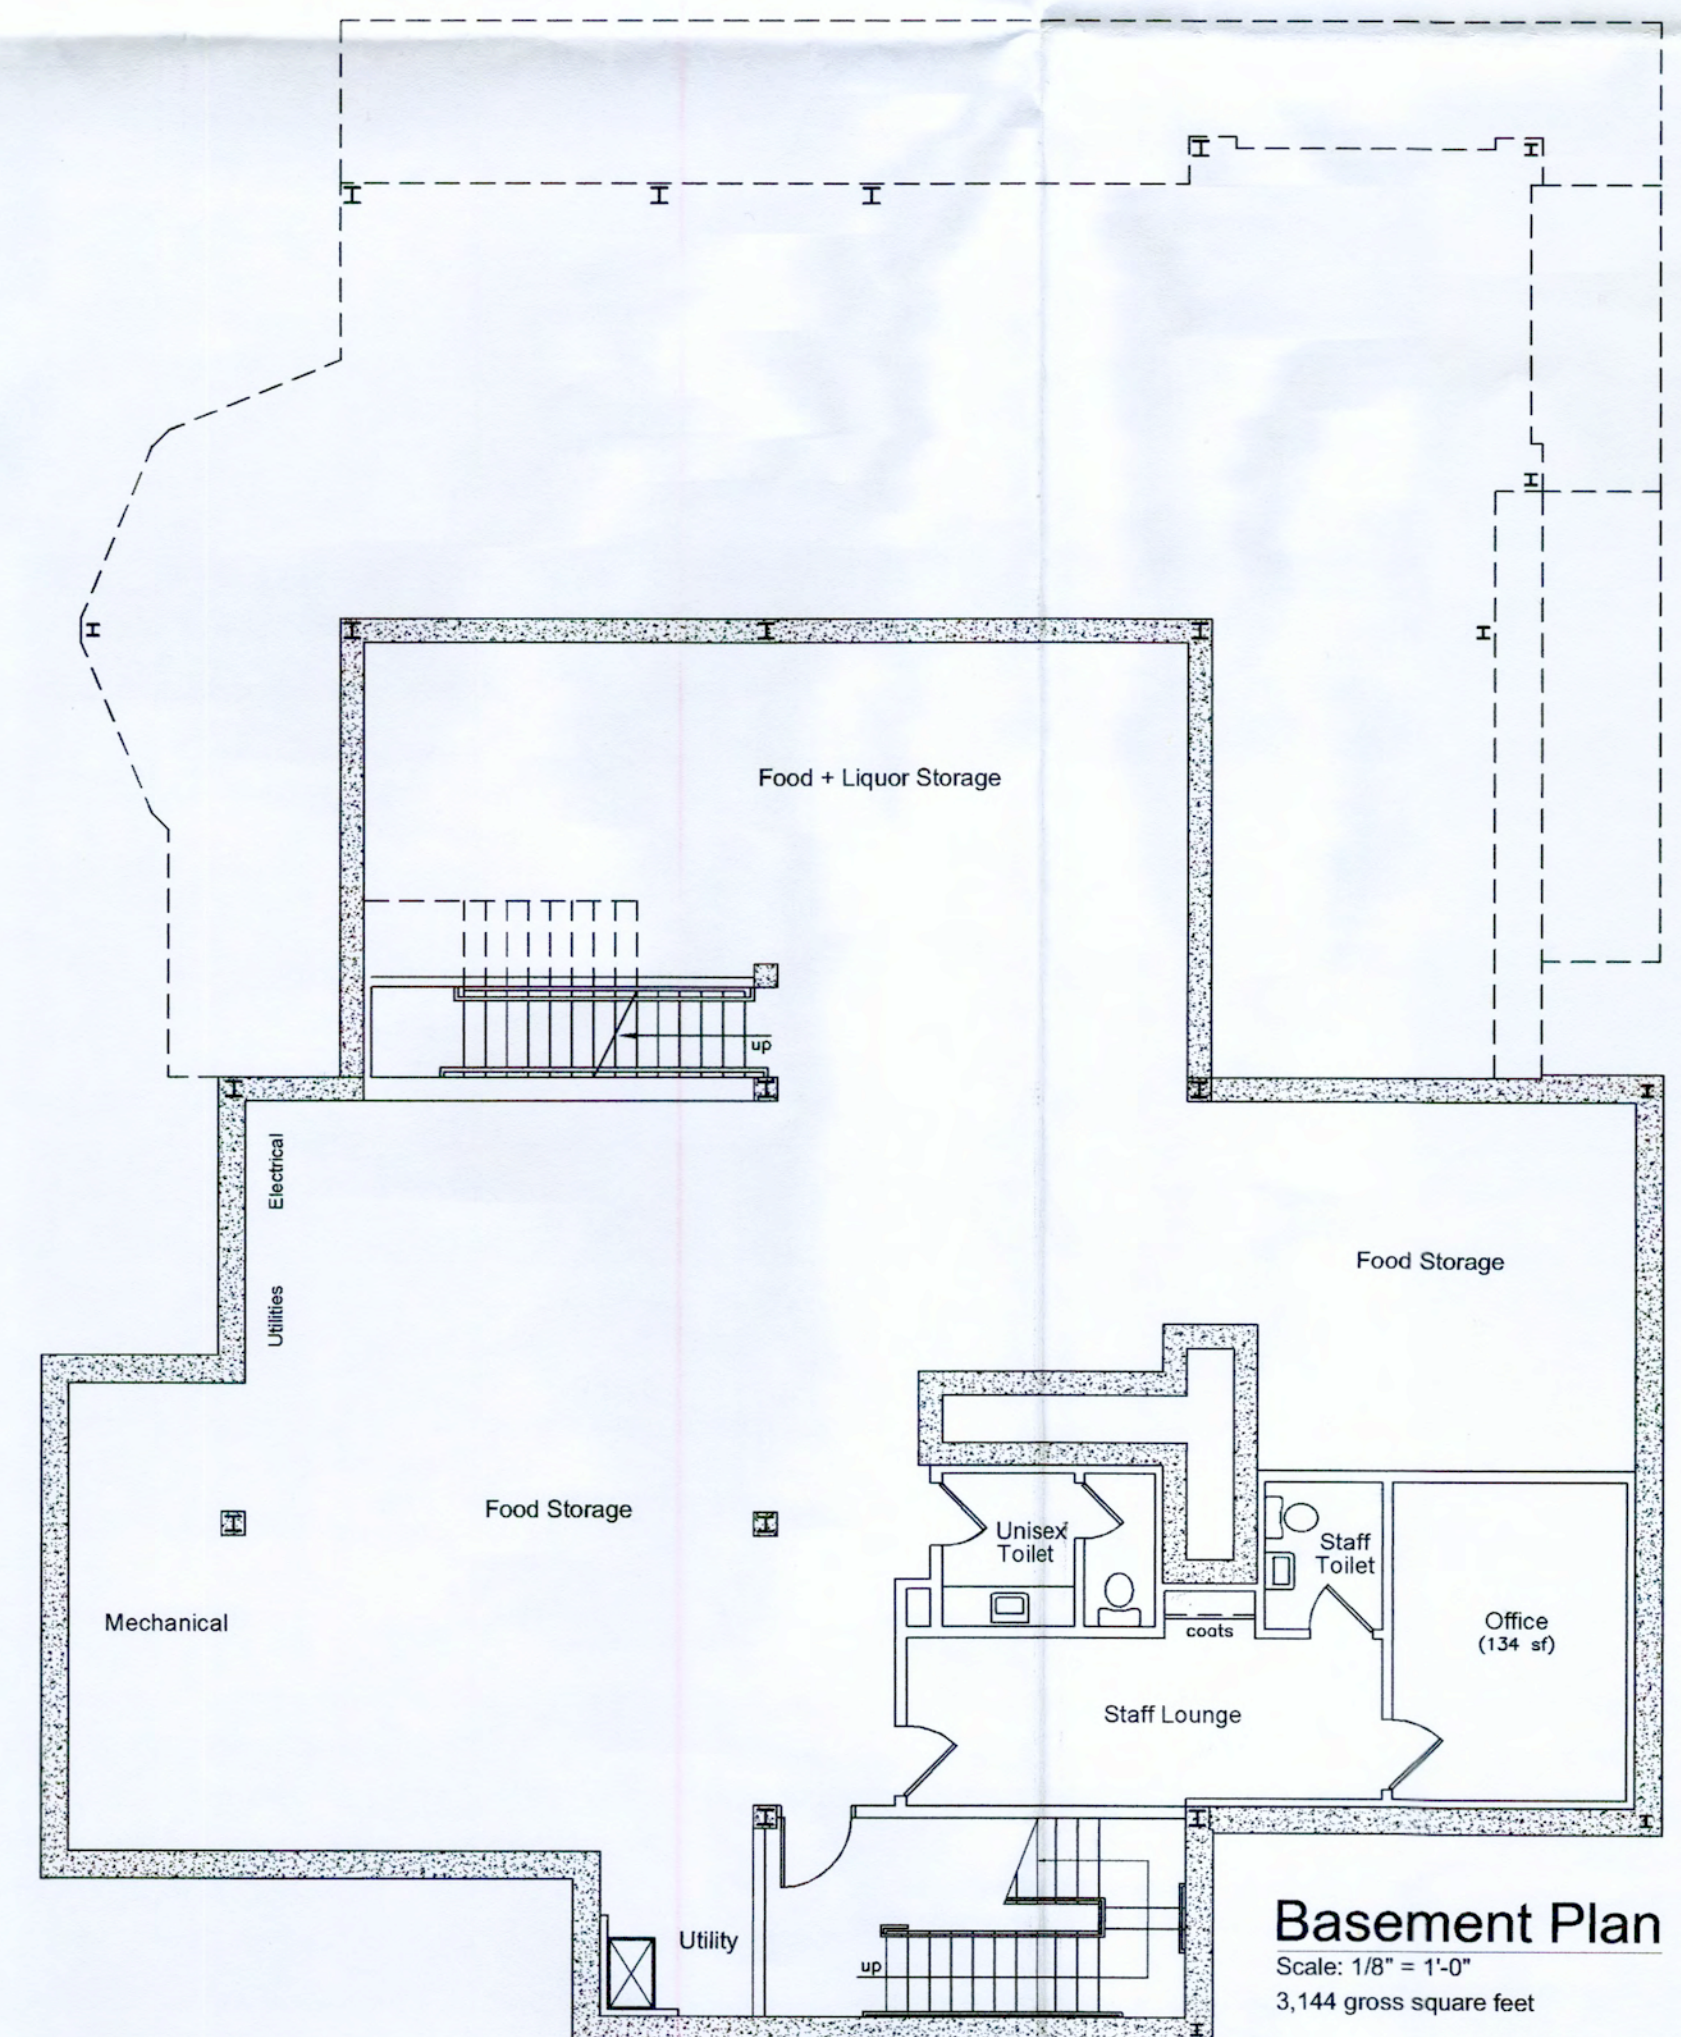 Food + Liquor Storage
up
Electrical
Utilities
Food Storage
Food Storage
Unisex
Toilet
Staff
Toilet
Mechanical
Office
(134 sf)
coats
Staff Lounge
Utility
up
Basement Plan
Scale: 1/8" = 1'-0"
3,144 gross square feet